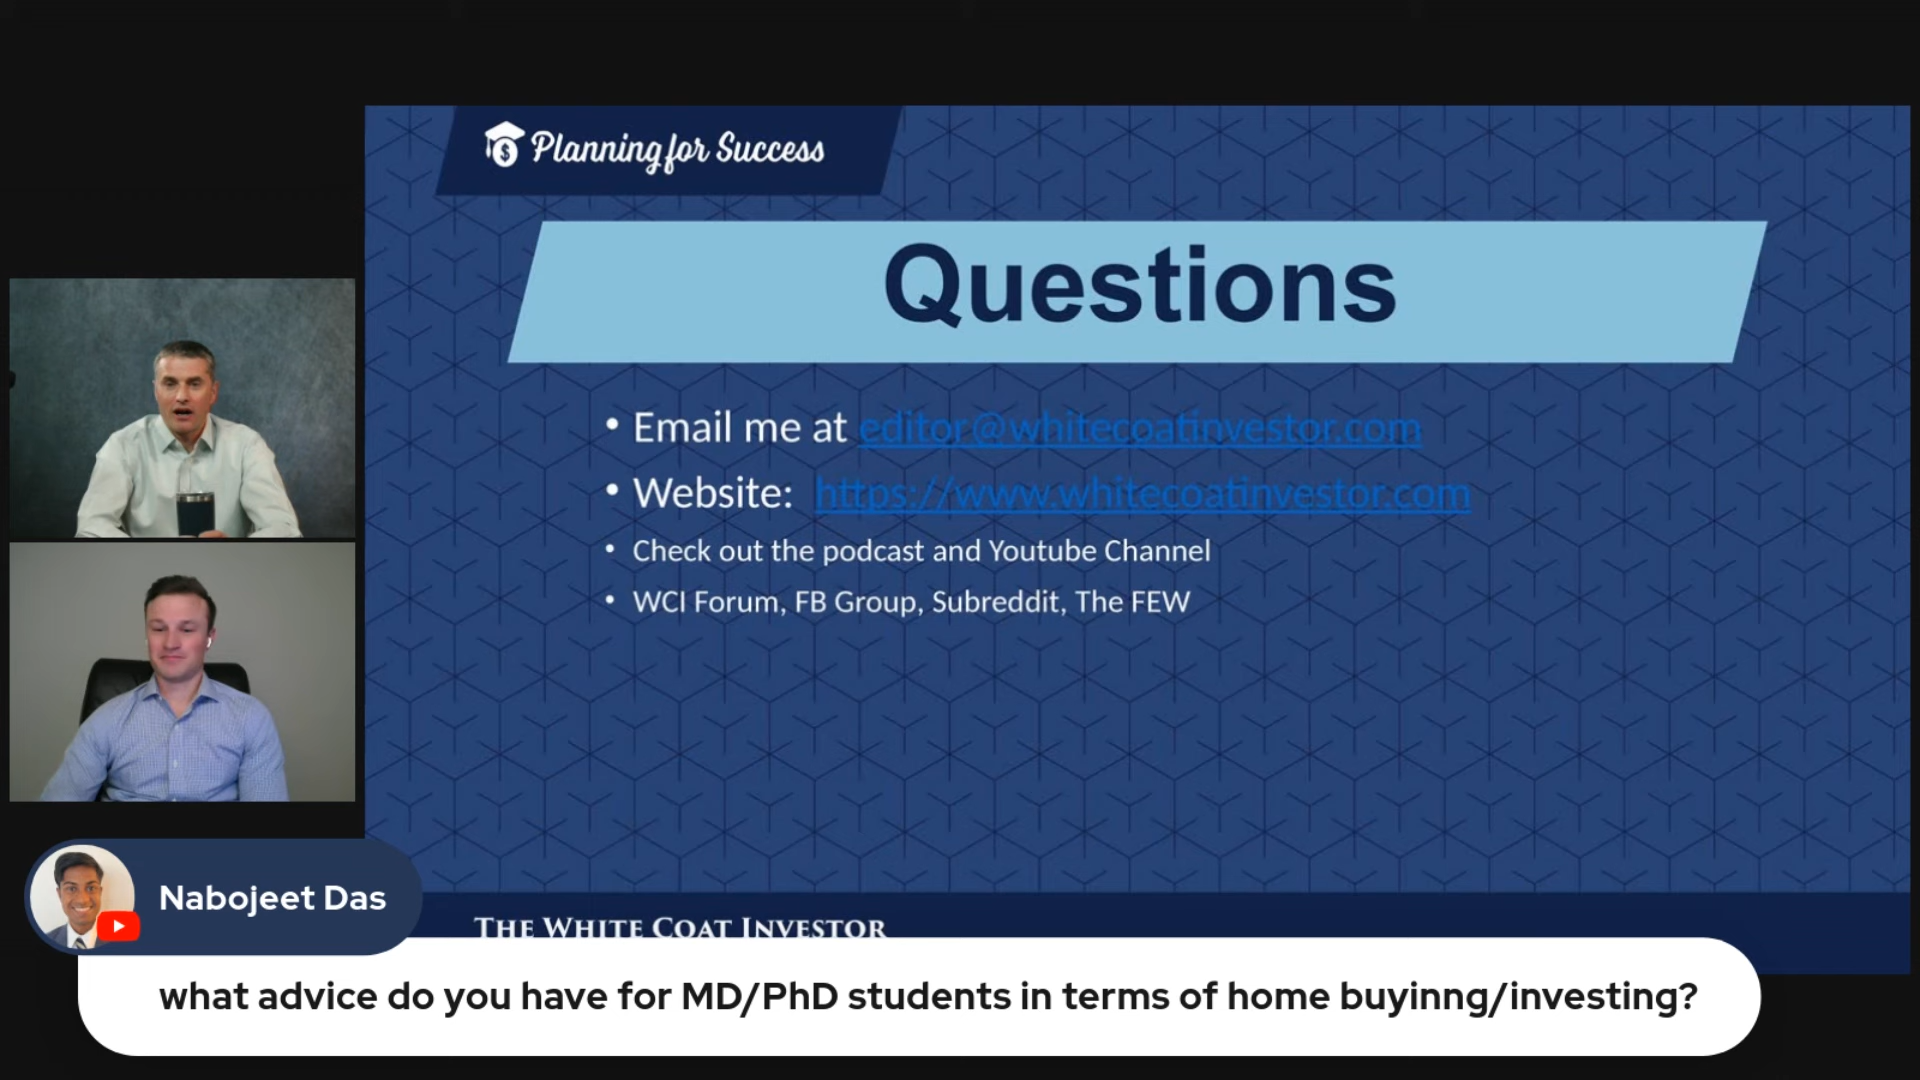 Planning for Success
Questions
• Email me at editor@whitecoatinvestor.com
• Website: https://www.whitecoatinvestor.com
• Check out the podcast and Youtube Channel
• WCI Forum, FB Group, Subreddit, The FEW
Nabojeet Das
THE WHITE COAT INVESTOR
what advice do you have for MD/PhD students in terms of home buyinng/investing?